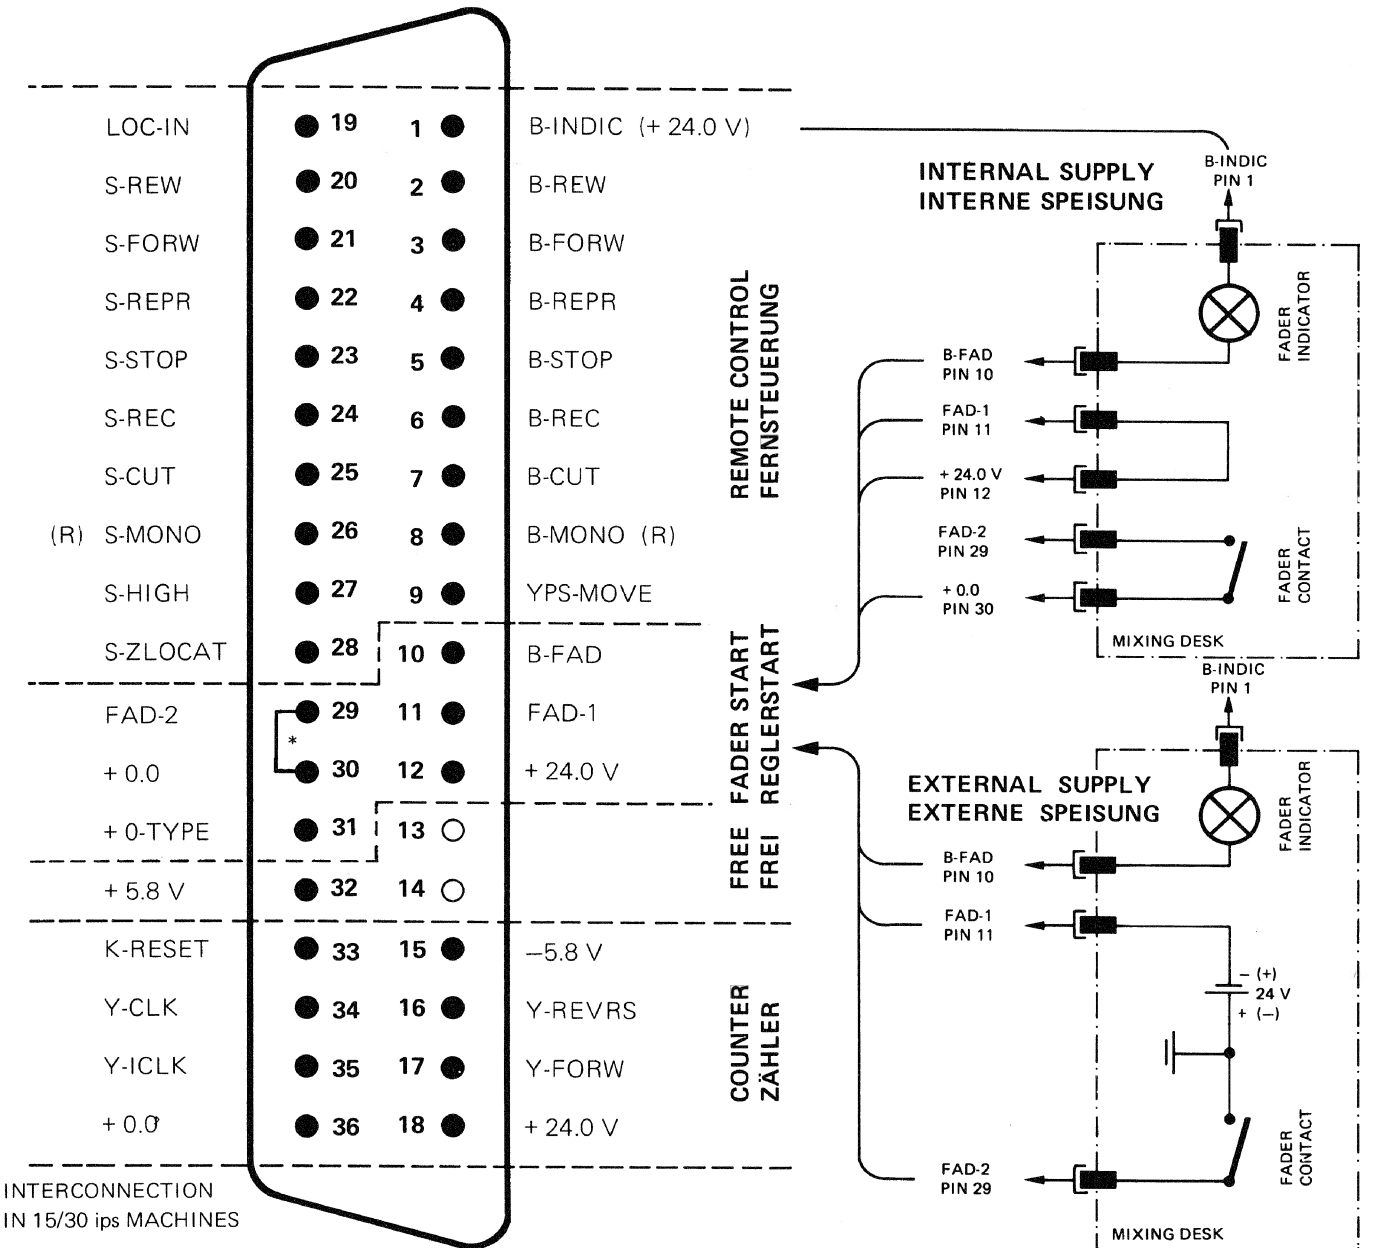 LOC-IN 19 1 B-INDIC (+ 24.0 V)
S-REW 20 2 B-REW
S-FORW 21 3 B-FORW
S-REPR 22 4 B-REPR
S-STOP 23 5 B-STOP
S-REC 24 6 B-REC
S-CUT 25 7 B-CUT
(R) S-MONO 26 8 B-MONO (R)
S-HIGH 27 9 YPS-MOVE
S-ZLOCAT 28 10 B-FAD
FAD-2 29 11 FAD-1
*
+ 0.0 30 12 + 24.0 V
+ 0-TYPE 31 13
+ 5.8 V 32 14
K-RESET 33 15 –5.8 V
Y-CLK 34 16 Y-REVRS
Y-ICLK 35 17 Y-FORW
+ 0.0 36 18 + 24.0 V
INTERCONNECTION
IN 15/30 ips MACHINES
REMOTE CONTROL
FERNSTEUERUNG
FADER START
REGLERSTART
FREE
FREI
COUNTER
ZÄHLER
INTERNAL SUPPLY
INTERNE SPEISUNG
B-INDIC
PIN 1
FADER
INDICATOR
B-FAD
PIN 10
FAD-1
PIN 11
+ 24.0 V
PIN 12
FAD-2
PIN 29
+ 0.0
PIN 30
FADER
CONTACT
MIXING DESK
B-INDIC
PIN 1
EXTERNAL SUPPLY
EXTERNE SPEISUNG
FADER
INDICATOR
B-FAD
PIN 10
FAD-1
PIN 11
– (+)
24 V
+ (–)
FADER
CONTACT
FAD-2
PIN 29
MIXING DESK